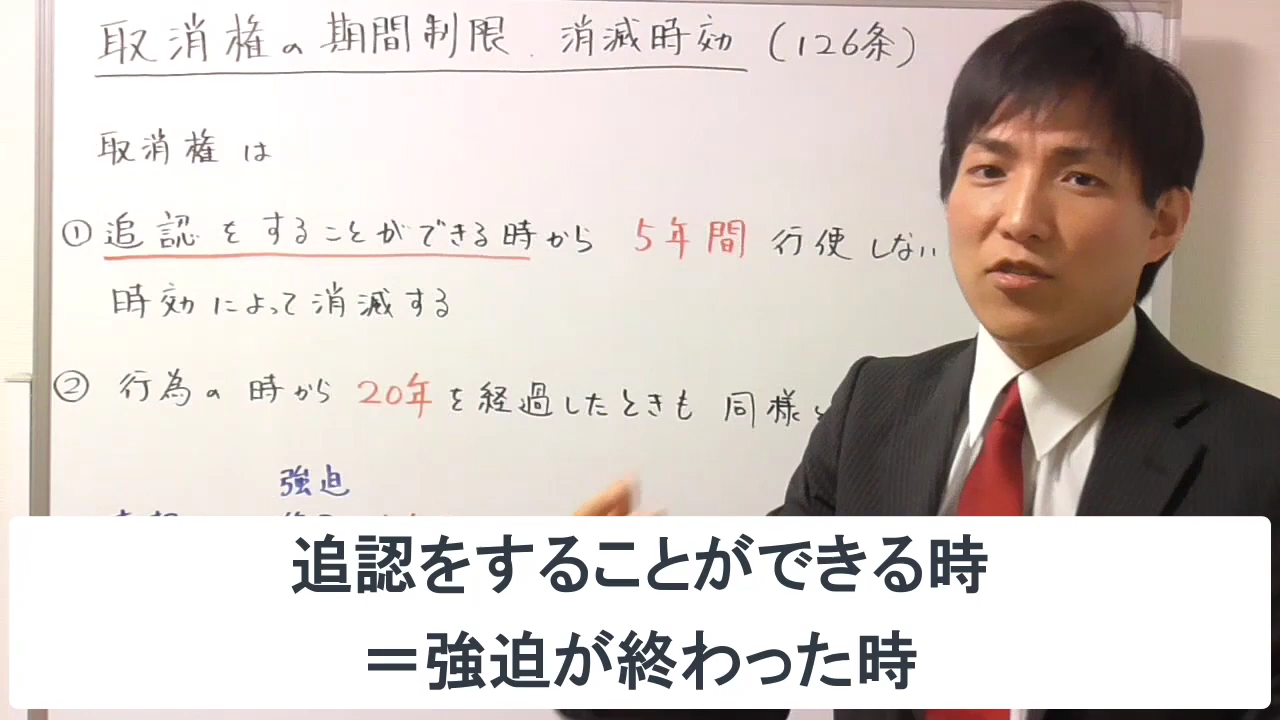 取消権の期間制限.消滅時効(126条)
取消権は
①追認をすることができる時から 5年間 行使しない
時効によって消滅する
②行為の時から20年を経過したときも同様
強迫
追認をすることができる時
=強迫が終わった時